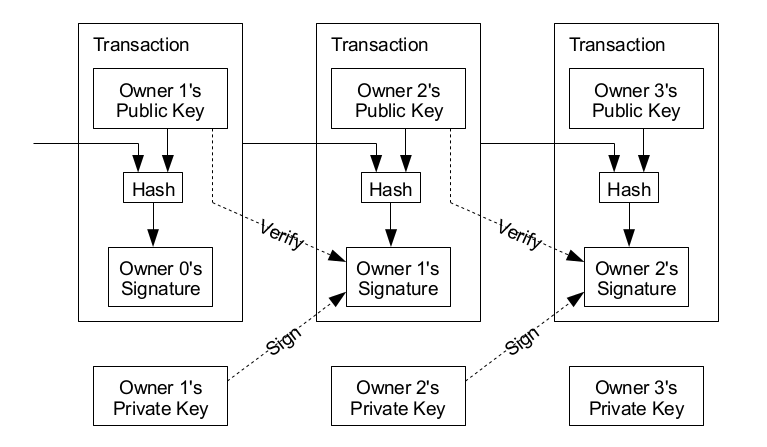 Transaction
Owner 1's
Public Key
Hash
Owner 0's
Signature
Transaction
Owner 2's
Public Key
Hash
Verify
Owner 1's
Signature
Sign
Transaction
Owner 3's
Public Key
Hash
Verify
Owner 2's
Signature
Sign
Owner 1's
Private Key
Owner 2's
Private Key
Owner 3's
Private Key